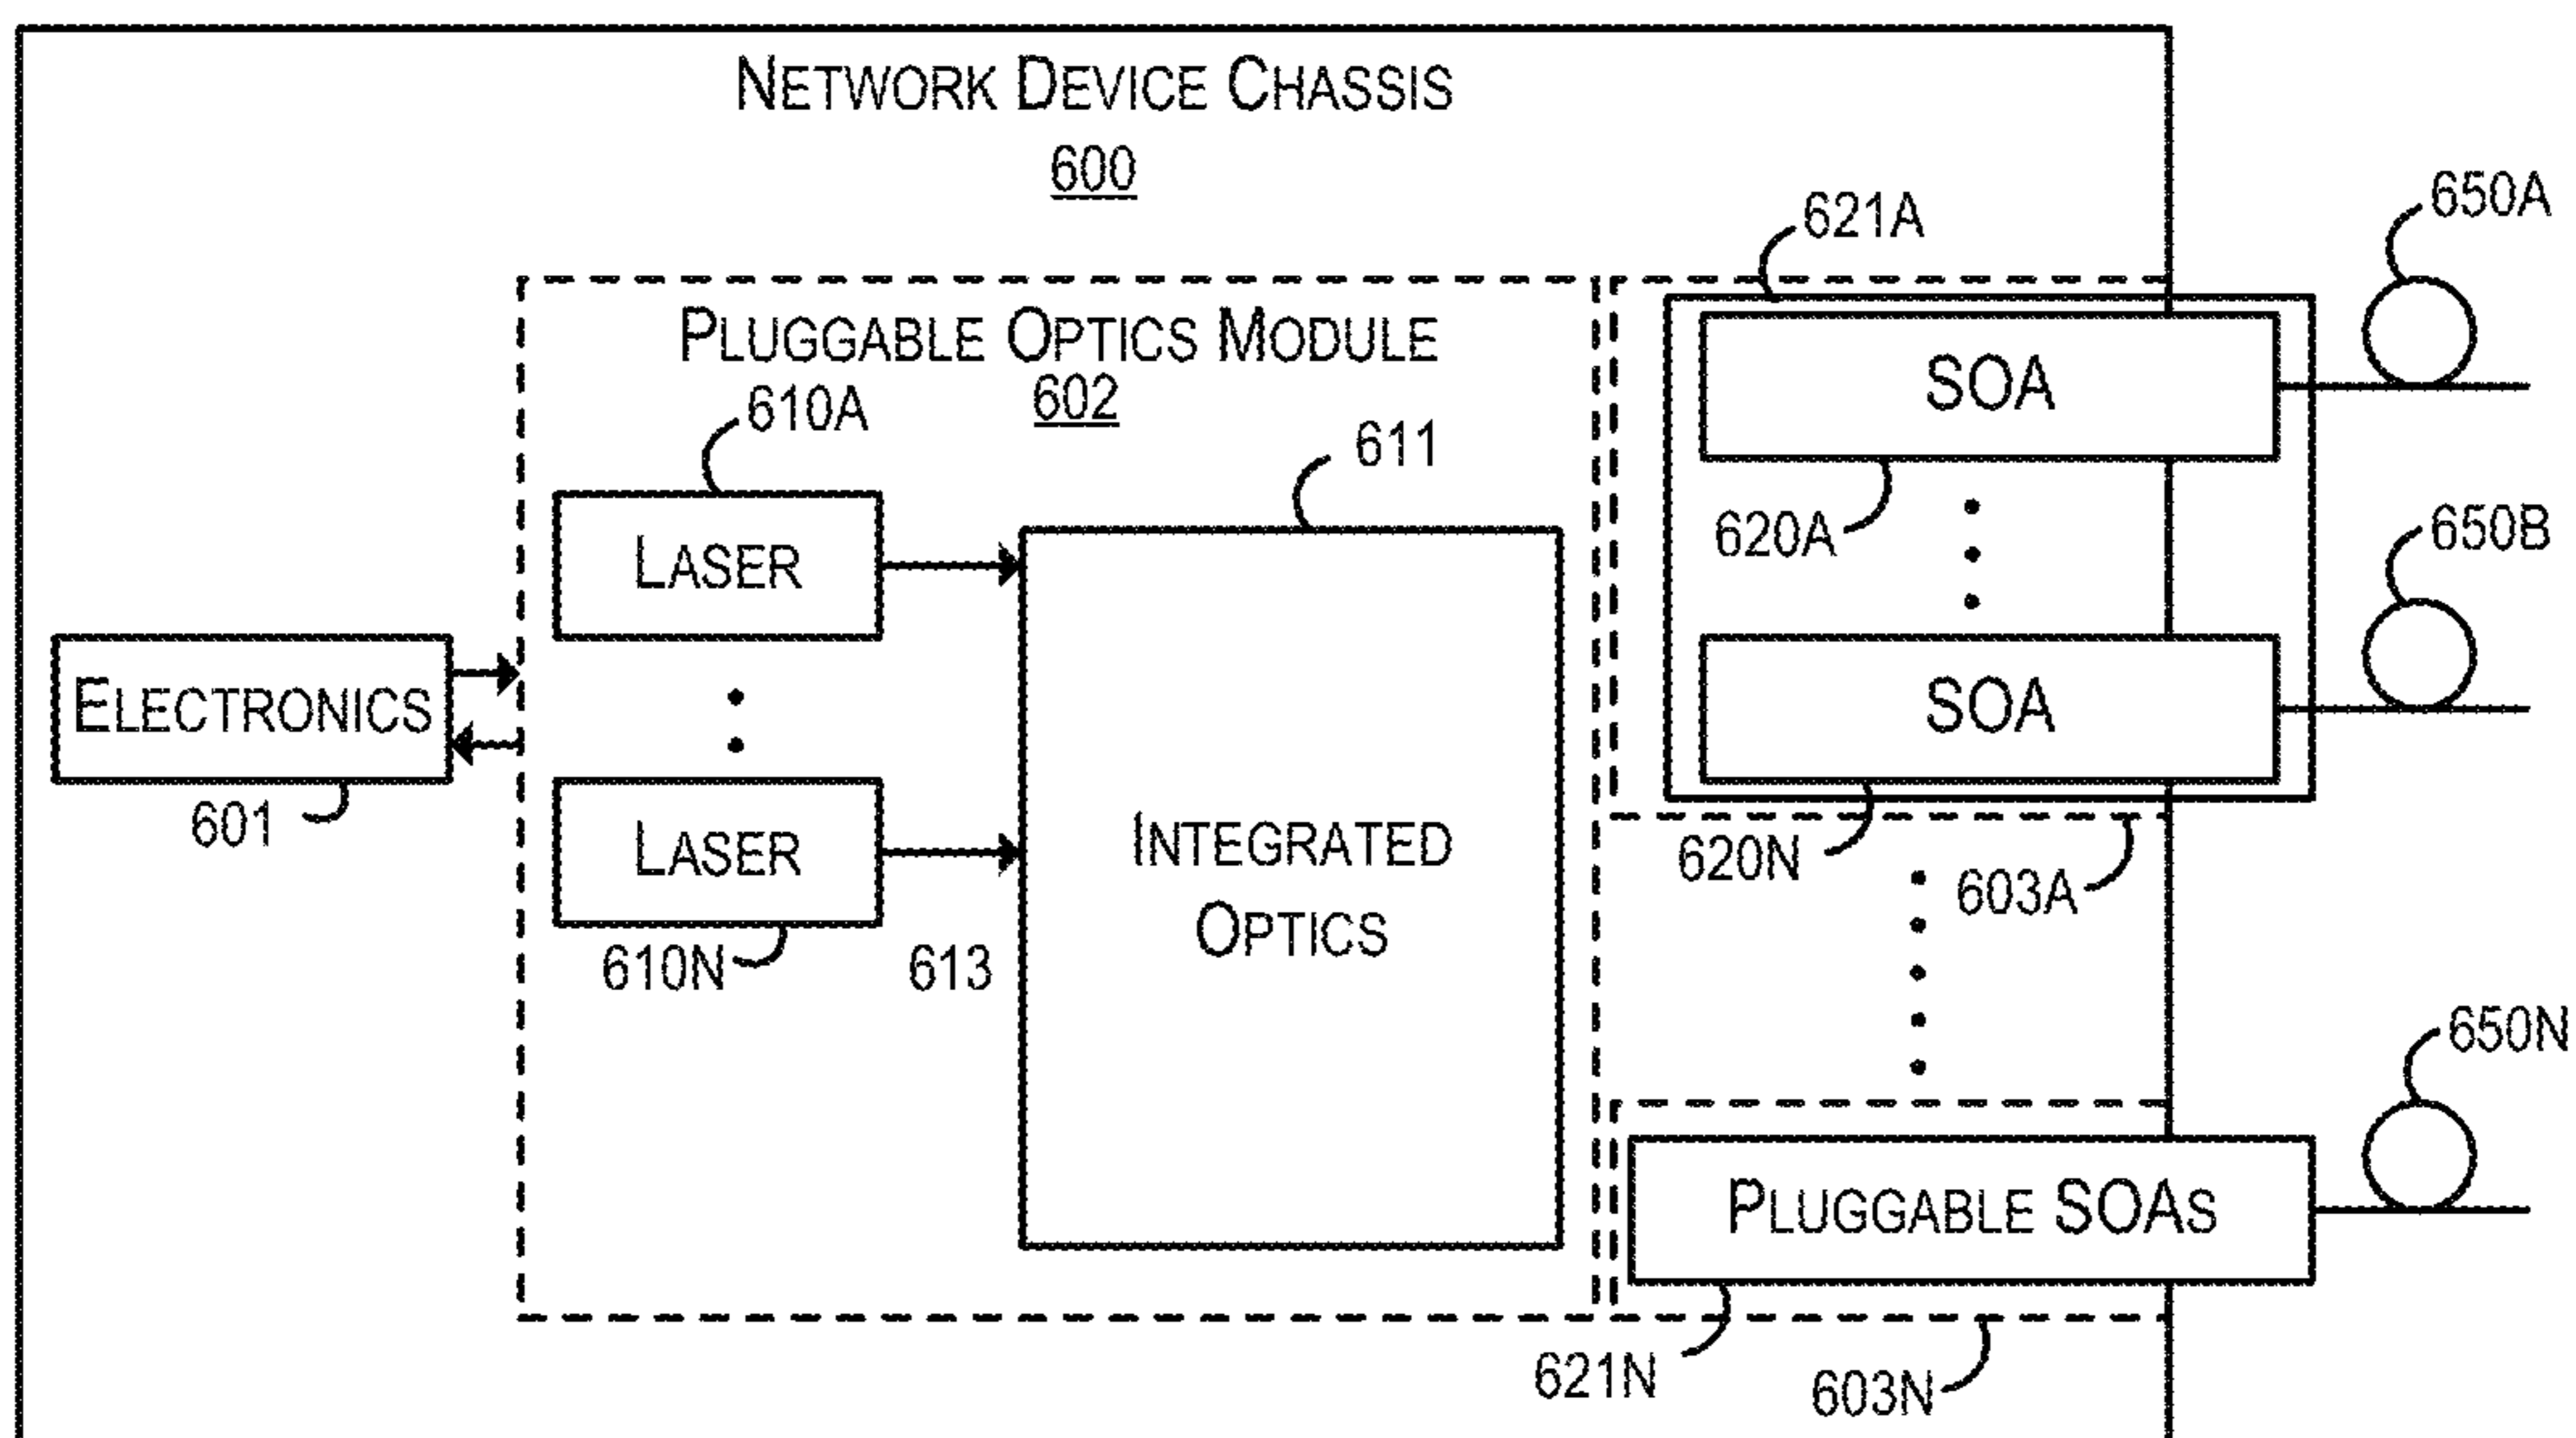 NETWORK DEVICE CHASSIS
600
650A
621A
PLUGGABLE OPTICS MODULE
602
610A
611
SOA
620A
650B
LASER
ELECTRONICS
601
SOA
LASER
INTEGRATED
OPTICS
620N
603A
610N
613
650N
PLUGGABLE SOAS
621N
603N